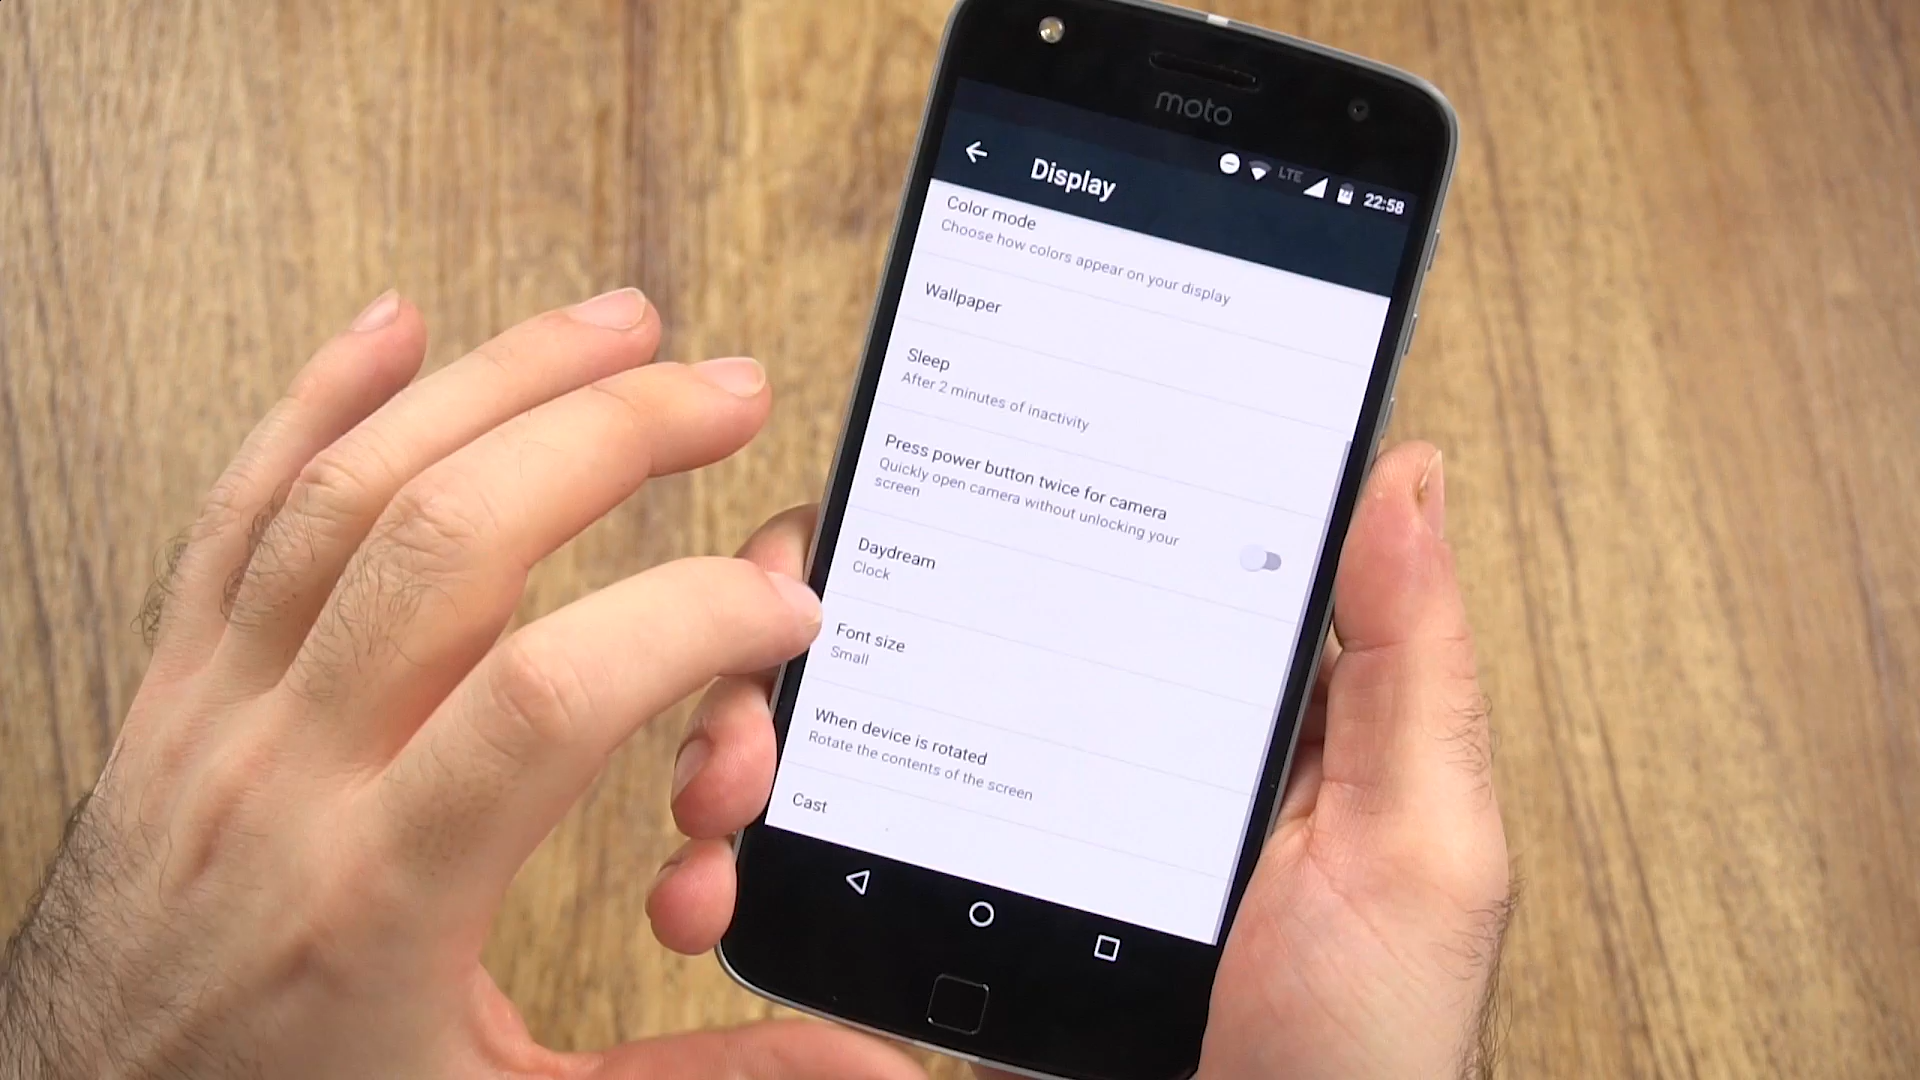 moto
LTE 22:58
Display
Color mode
Choose how colors appear on your display
Wallpaper
Sleep
After 2 minutes of inactivity
Press power button twice for camera
Quickly open camera without unlocking your
screen
Daydream
Clock
Font size
Small
When device is rotated
Rotate the contents of the screen
Cast